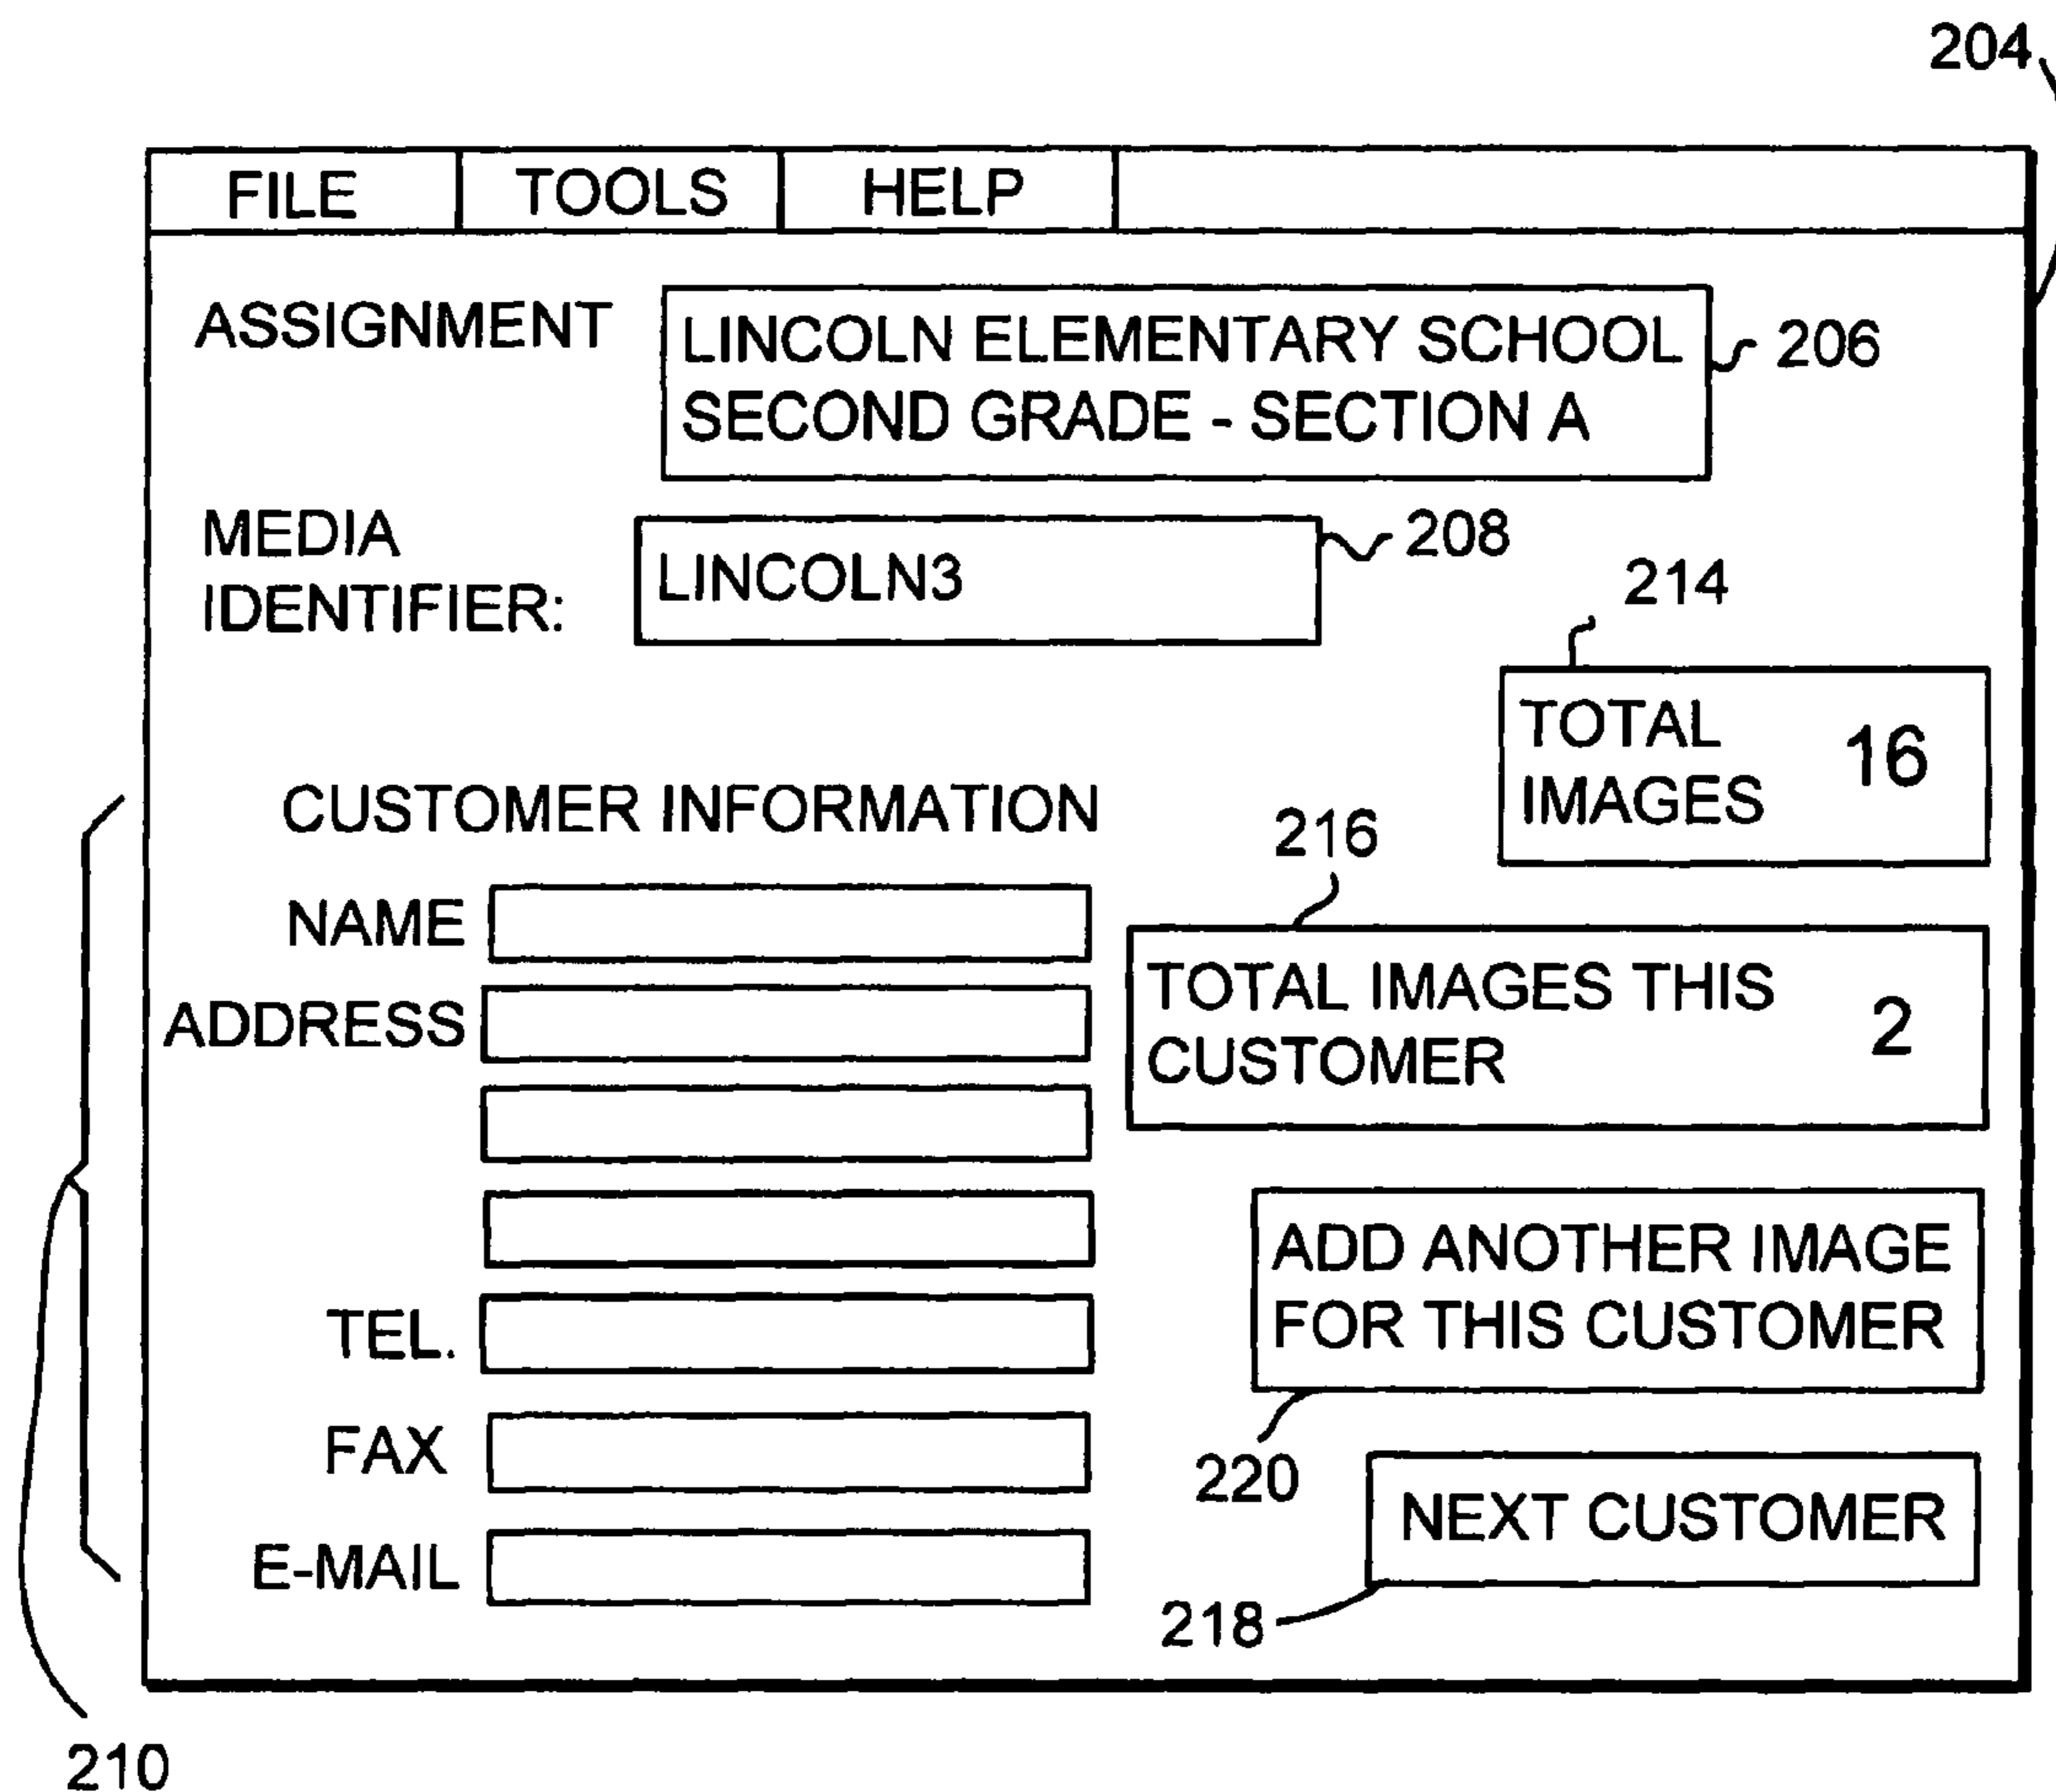 204
FILE TOOLS HELP
ASSIGNMENT
LINCOLN ELEMENTARY SCHOOL
SECOND GRADE - SECTION A
206
MEDIA
IDENTIFIER:
LINCOLN3
208
214
TOTAL
IMAGES
16
CUSTOMER INFORMATION
216
NAME
ADDRESS
TOTAL IMAGES THIS
CUSTOMER
2
ADD ANOTHER IMAGE
FOR THIS CUSTOMER
TEL.
FAX
220
NEXT CUSTOMER
E-MAIL
218
210